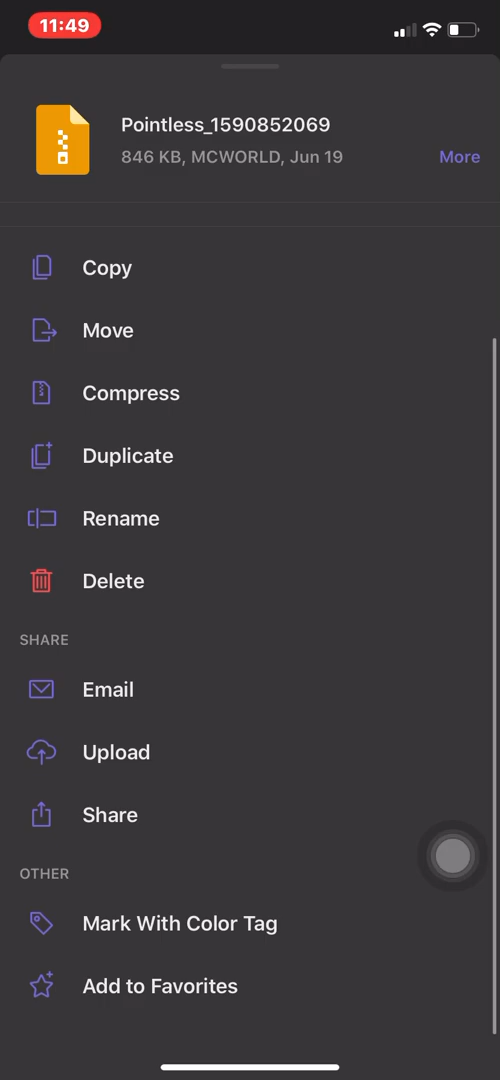 11:49
Pointless_1590852069
846 KB, MCWORLD, Jun 19
More
Copy
Move
Compress
Duplicate
Rename
Delete
SHARE
Email
Upload
Share
OTHER
Mark With Color Tag
Add to Favorites